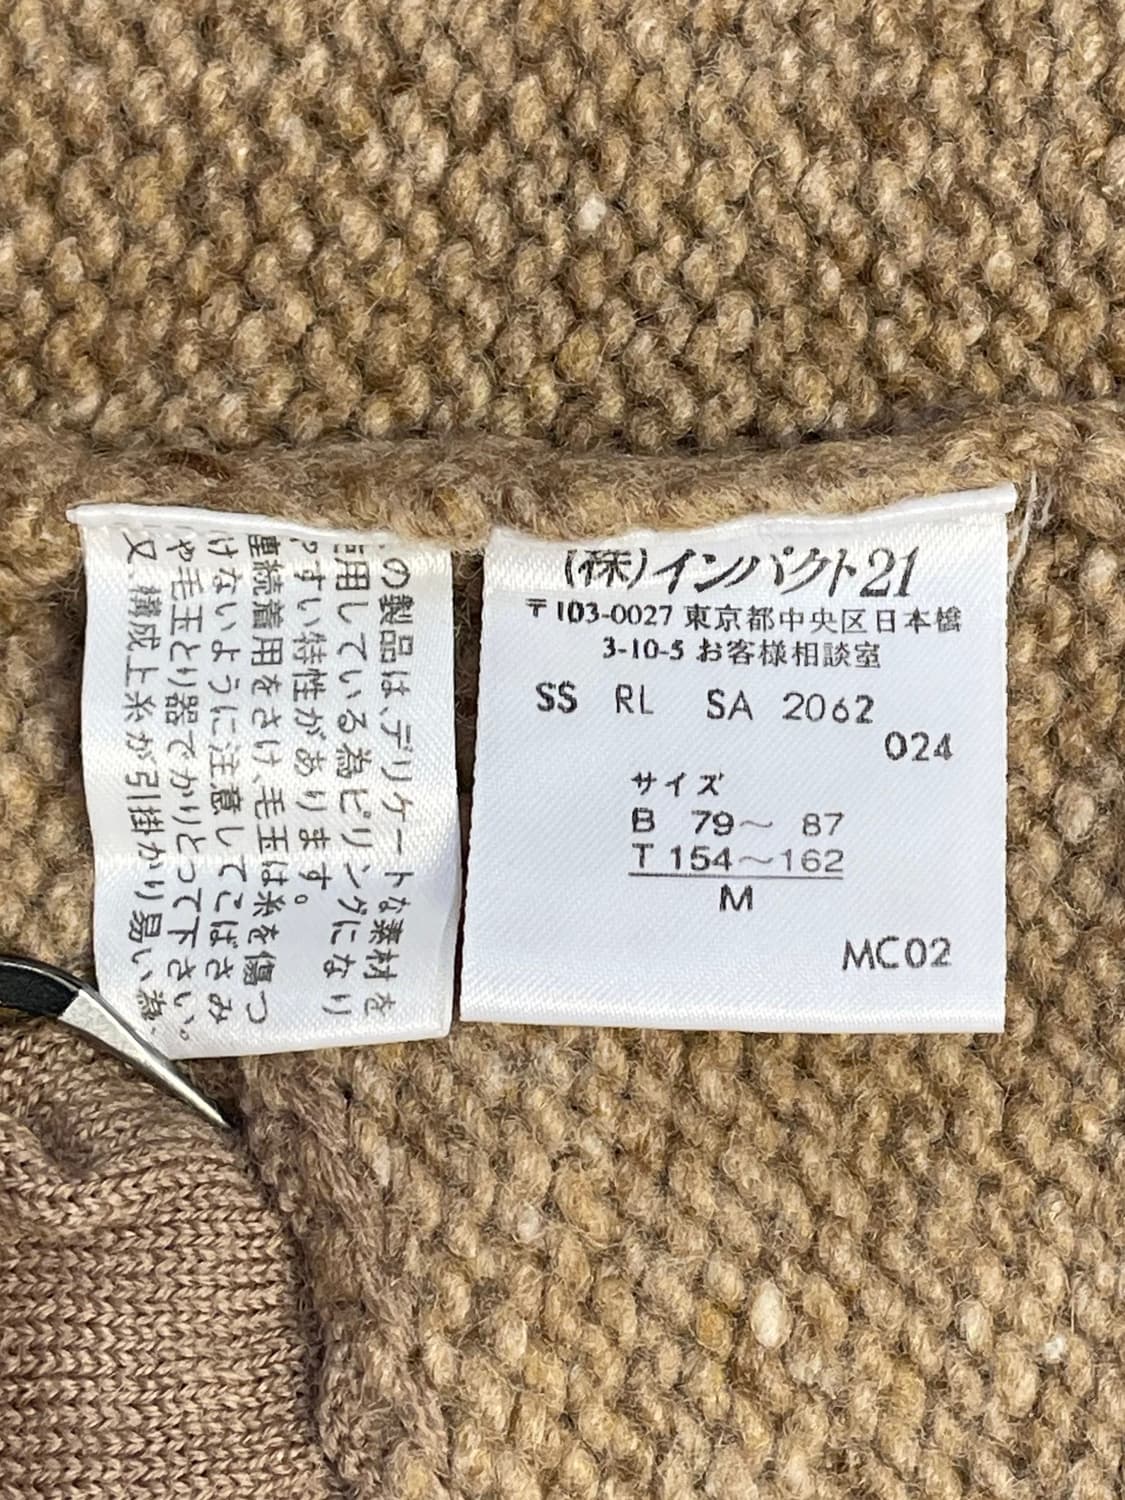 の製品は、デリケートな素材を
用している為ピリングになり
すい特性があります。
連続着用をさけ、毛玉は糸を傷つ
けないように注意してこばさみ
や毛玉とり器でかりとって下さい。
又、構成上糸が引掛かり易い為、
(株)インパクト21
〒103-0027 東京都中央区日本橋
3-10-5 お客様相談室
SS RL SA 2062
024
サイズ
B 79～ 87
T 154～162
M
MC02